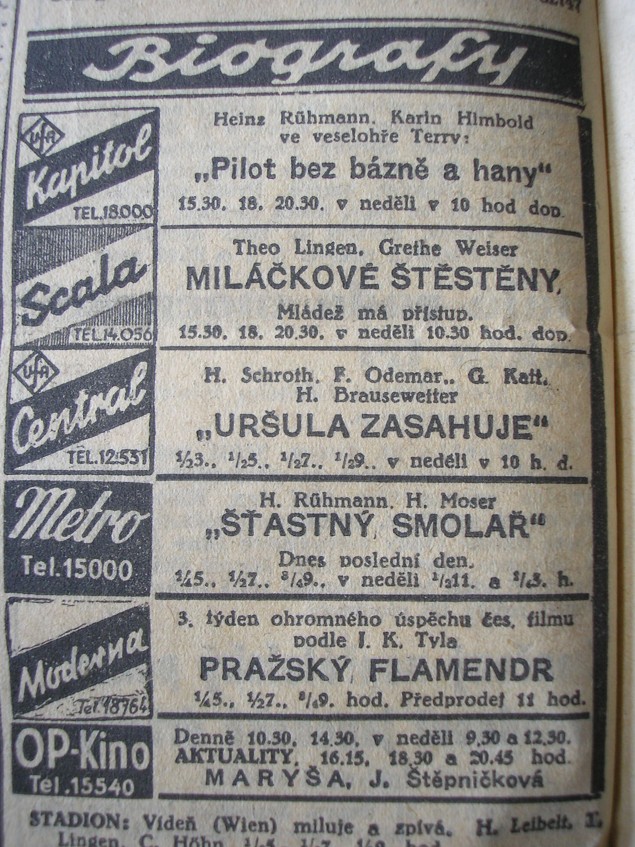 Biografy
UfA
Kapitol
TEL.18.000
Heinz Rühmann, Karin Himbold
ve veselohře Terry:
„Pilot bez bázně a hany“
15.30, 18, 20.30, v neděli v 10 hod dop.
Scala
TEL.14.056
Theo Lingen, Grethe Weiser
MILÁČKOVÉ ŠTĚSTĚNY,
Mládež má přístup.
15.30, 18, 20.30, v neděli 10.30 hod. dop.
UfA
Central
TEL.12.531
H. Schroth, F. Odemar., G. Katt,
H. Brausewetter
„URŠULA ZASAHUJE“
½3., ½5., ½7., ½9., v neděli v 10 h. d.
Metro
Tel.15000
H. Rühmann, H. Moser
„ŠŤASTNÝ SMOLAŘ“
Dnes poslední den.
¼5., ½7., ¾9., v neděli ½11. a ¼3. h.
Moderna
Tel.18764
3. týden ohromného úspěchu čes. filmu
podle J. K. Tyla
PRAŽSKÝ FLAMENDR
¼5., ½7., ¾9. hod. Předprodej 11 hod.
OP-Kino
Tel.15540
Denně 10.30, 14.30, v neděli 9.30 a 12.30.
AKTUALITY, 16.15, 18.30 a 20.45 hod.
MARYŠA, J. Štěpničková
STADION: Vídeň (Wien) miluje a zpívá. H. Leibelt, T.
Lingen, C. Höhn,